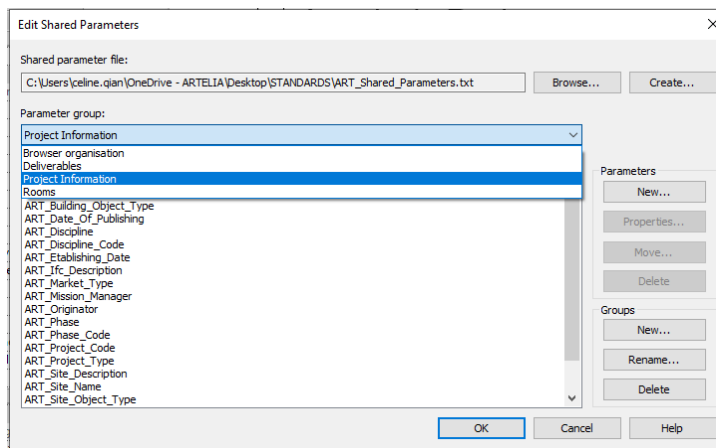 Edit Shared Parameters
Shared parameter file:
C:\Users\celine.qian\OneDrive - ARTELIA\Desktop\STANDARDS\ART_Shared_Parameters.txt
Browse...
Create...
Parameter group:
Project Information
Browser organisation
Deliverables
Project Information
Rooms
ART_Building_Object_Type
ART_Date_Of_Publishing
ART_Discipline
ART_Discipline_Code
ART_Etablishing_Date
ART_Ifc_Description
ART_Market_Type
ART_Mission_Manager
ART_Originator
ART_Phase
ART_Phase_Code
ART_Project_Code
ART_Project_Type
ART_Site_Description
ART_Site_Name
ART_Site_Object_Type
Parameters
New...
Properties...
Move...
Delete
Groups
New...
Rename...
Delete
OK
Cancel
Help